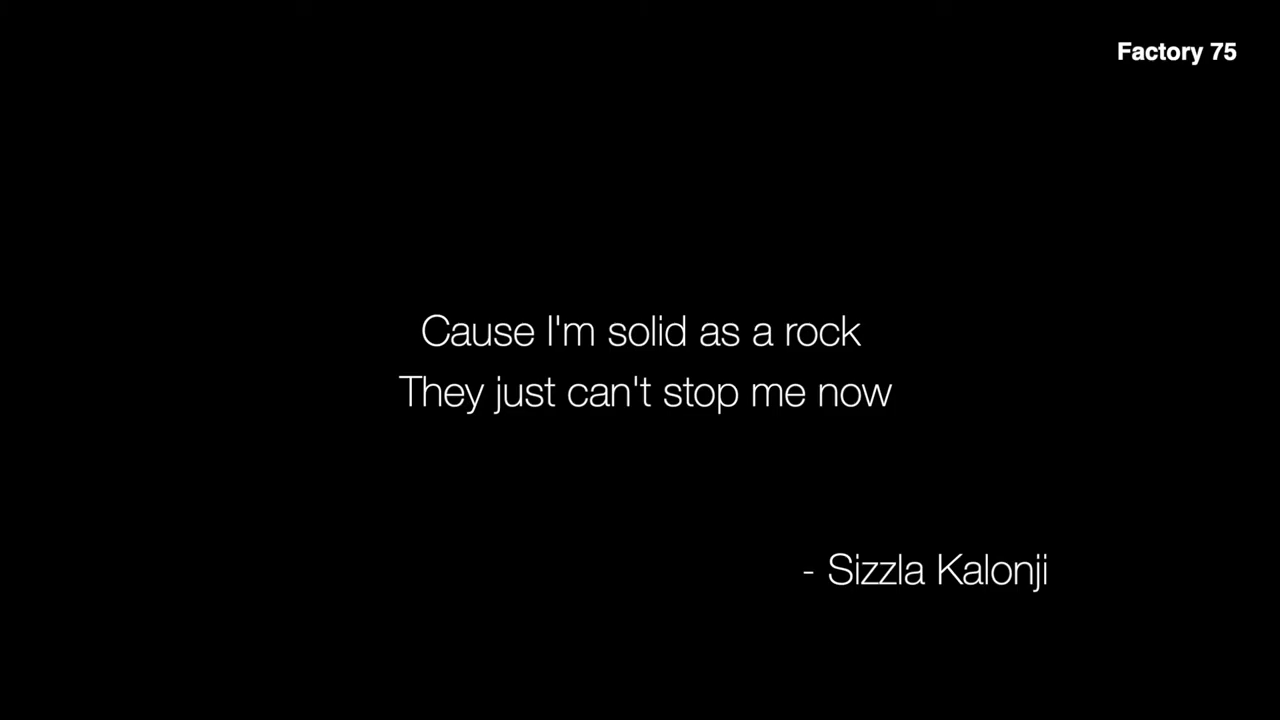 Factory 75
Cause I'm solid as a rock
They just can't stop me now
- Sizzla Kalonji